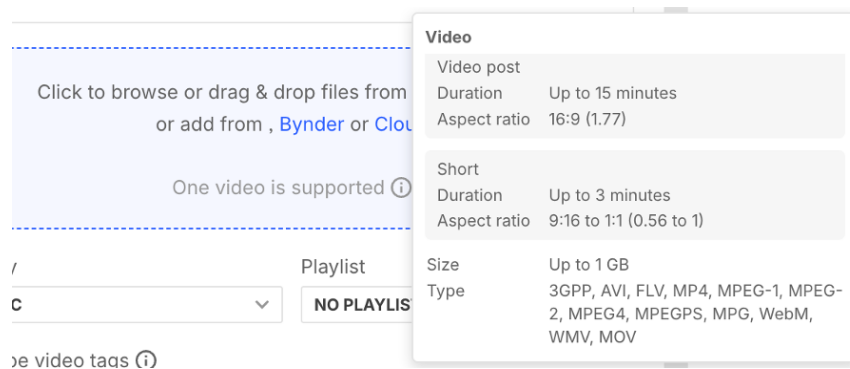 Click to browse or drag & drop files from
or add from , Bynder or Clou
One video is supported
y
Playlist
C
NO PLAYLIS
be video tags
Video
Video post
Duration Up to 15 minutes
Aspect ratio 16:9 (1.77)
Short
Duration Up to 3 minutes
Aspect ratio 9:16 to 1:1 (0.56 to 1)
Size Up to 1 GB
Type 3GPP, AVI, FLV, MP4, MPEG-1, MPEG-
2, MPEG4, MPEGPS, MPG, WebM,
WMV, MOV